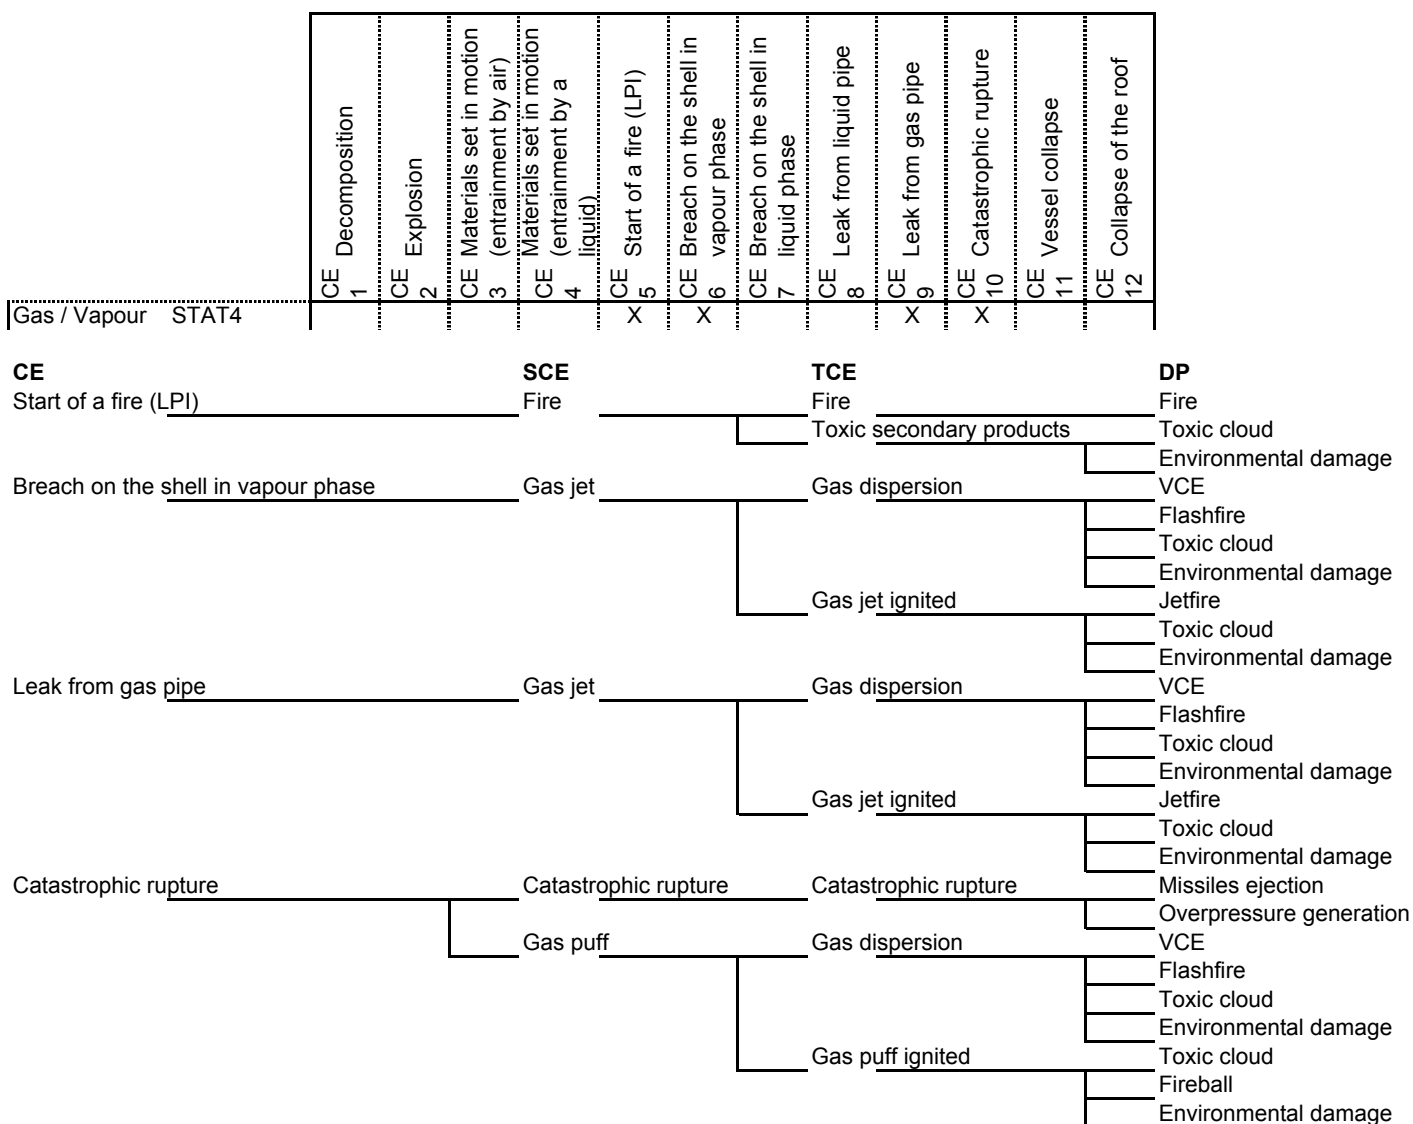 CE 1 Decomposition
CE 2 Explosion
CE 3 Materials set in motion (entrainment by air)
CE 4 Materials set in motion (entrainment by a liquid)
CE 5 Start of a fire (LPI)
CE 6 Breach on the shell in vapour phase
CE 7 Breach on the shell in liquid phase
CE 8 Leak from liquid pipe
CE 9 Leak from gas pipe
CE 10 Catastrophic rupture
CE 11 Vessel collapse
CE 12 Collapse of the roof
Gas / Vapour STAT4 X X X X
CE SCE TCE DP
Start of a fire (LPI) Fire Fire Fire
Toxic secondary products Toxic cloud
Environmental damage
Breach on the shell in vapour phase Gas jet Gas dispersion VCE
Flashfire
Toxic cloud
Environmental damage
Gas jet ignited Jetfire
Toxic cloud
Environmental damage
Leak from gas pipe Gas jet Gas dispersion VCE
Flashfire
Toxic cloud
Environmental damage
Gas jet ignited Jetfire
Toxic cloud
Environmental damage
Catastrophic rupture Catastrophic rupture Catastrophic rupture Missiles ejection
Overpressure generation
Gas puff Gas dispersion VCE
Flashfire
Toxic cloud
Environmental damage
Gas puff ignited Toxic cloud
Fireball
Environmental damage